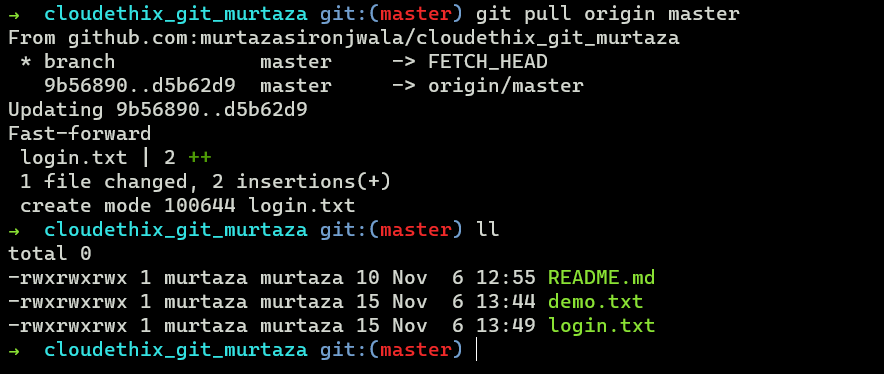 → cloudethix_git_murtaza git:(master) git pull origin master
From github.com:murtazasironjwala/cloudethix_git_murtaza
 * branch            master     -> FETCH_HEAD
   9b56890..d5b62d9  master     -> origin/master
Updating 9b56890..d5b62d9
Fast-forward
 login.txt | 2 ++
 1 file changed, 2 insertions(+)
 create mode 100644 login.txt
→ cloudethix_git_murtaza git:(master) ll
total 0
-rwxrwxrwx 1 murtaza murtaza 10 Nov  6 12:55 README.md
-rwxrwxrwx 1 murtaza murtaza 15 Nov  6 13:44 demo.txt
-rwxrwxrwx 1 murtaza murtaza 15 Nov  6 13:49 login.txt
→ cloudethix_git_murtaza git:(master)